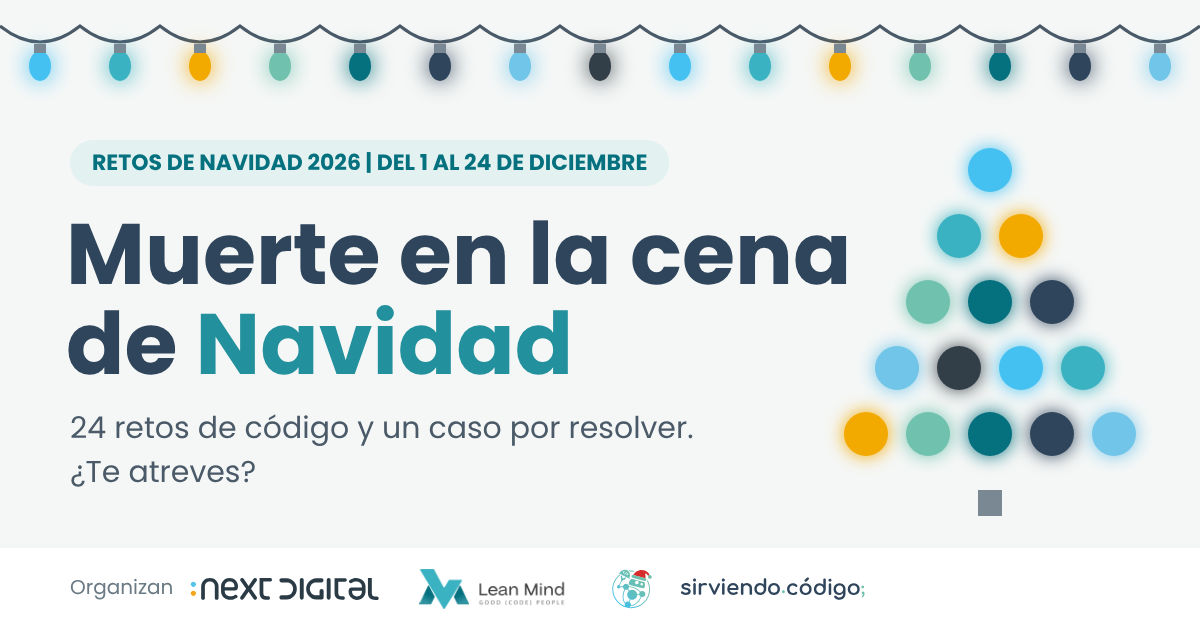 RETOS DE NAVIDAD 2026 | DEL 1 AL 24 DE DICIEMBRE
Muerte en la cena
de Navidad
24 retos de código y un caso por resolver.
¿Te atreves?
Organizan :NEXT DIGITAL Lean Mind sirviendo.código;
GOOD {CODE} PEOPLE